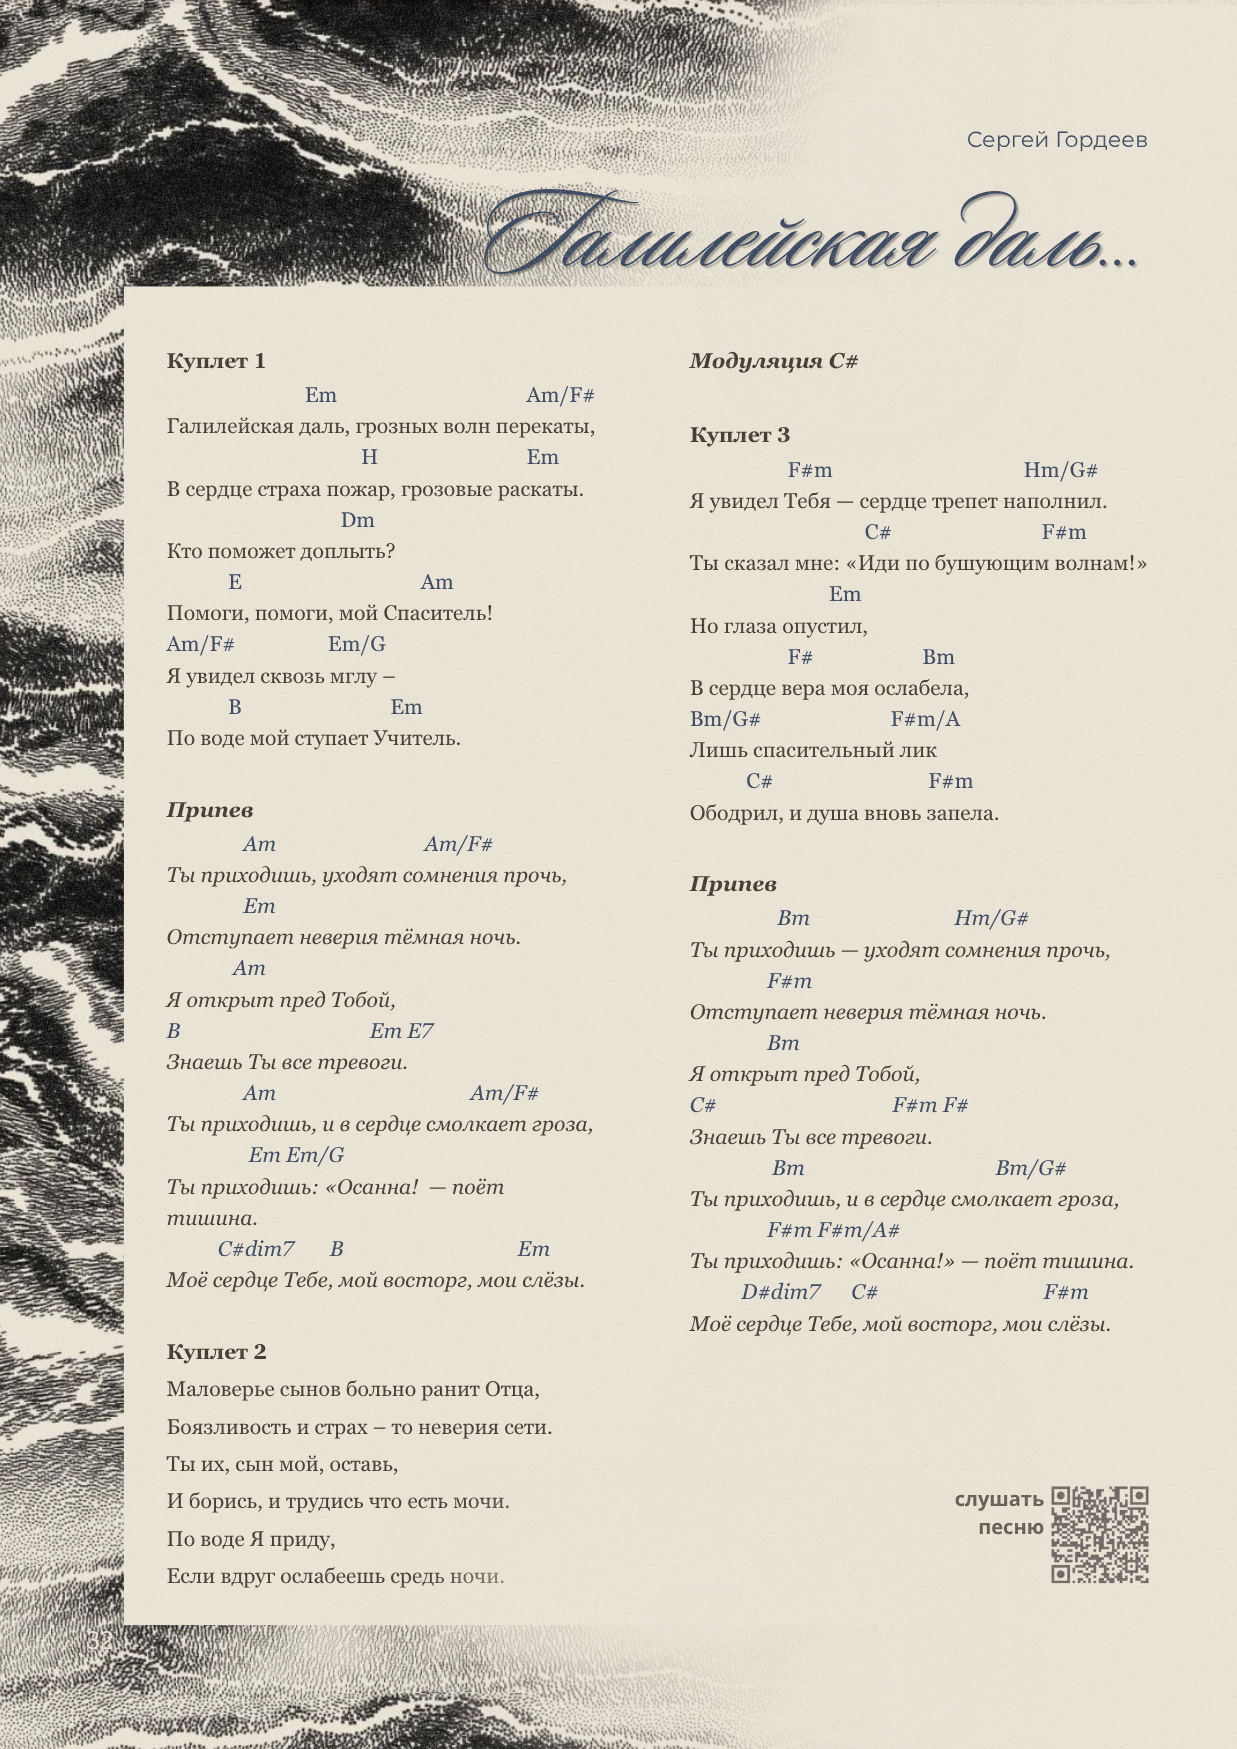 Сергей Гордеев
Галилейская даль...
Куплет 1
Em Am/F#
Галилейская даль, грозных волн перекаты,
H Em
В сердце страха пожар, грозовые раскаты.
Dm
Кто поможет доплыть?
E Am
Помоги, помоги, мой Спаситель!
Am/F# Em/G
Я увидел сквозь мглу –
B Em
По воде мой ступает Учитель.
Припев
Am Am/F#
Ты приходишь, уходят сомнения прочь,
Em
Отступает неверия тёмная ночь.
Am
Я открыт пред Тобой,
B Em E7
Знаешь Ты все тревоги.
Am Am/F#
Ты приходишь, и в сердце смолкает гроза,
Em Em/G
Ты приходишь: «Осанна! — поёт
тишина.
C#dim7 B Em
Моё сердце Тебе, мой восторг, мои слёзы.
Куплет 2
Маловерье сынов больно ранит Отца,
Боязливость и страх – то неверия сети.
Ты их, сын мой, оставь,
И борись, и трудись что есть мочи.
По воде Я приду,
Если вдруг ослабеешь средь ночи.
Модуляция C#
Куплет 3
F#m Hm/G#
Я увидел Тебя — сердце трепет наполнил.
C# F#m
Ты сказал мне: «Иди по бушующим волнам!»
Em
Но глаза опустил,
F# Bm
В сердце вера моя ослабела,
Bm/G# F#m/A
Лишь спасительный лик
C# F#m
Ободрил, и душа вновь запела.
Припев
Bm Hm/G#
Ты приходишь — уходят сомнения прочь,
F#m
Отступает неверия тёмная ночь.
Bm
Я открыт пред Тобой,
C# F#m F#
Знаешь Ты все тревоги.
Bm Bm/G#
Ты приходишь, и в сердце смолкает гроза,
F#m F#m/A#
Ты приходишь: «Осанна!» — поёт тишина.
D#dim7 C# F#m
Моё сердце Тебе, мой восторг, мои слёзы.
слушать
песню
32